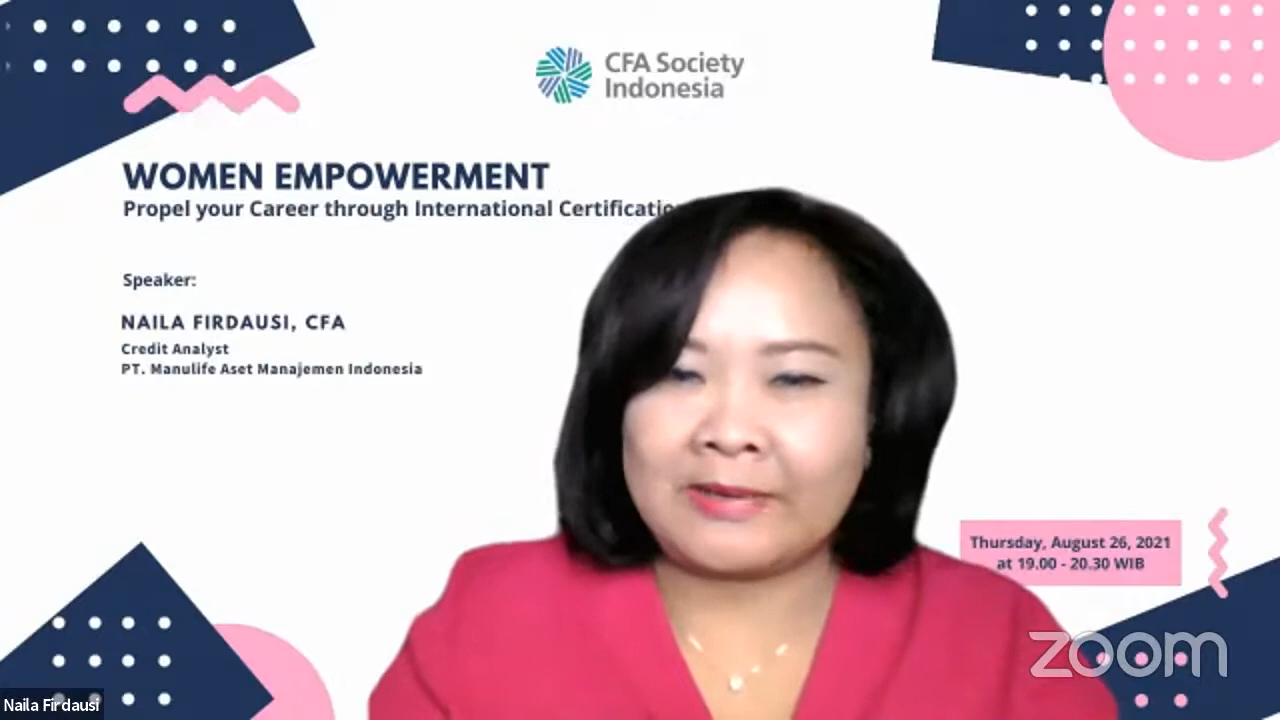 CFA Society
Indonesia
WOMEN EMPOWERMENT
Propel your Career through International
Speaker:
NAILA FIRDAUSI, CFA
Credit Analyst
PT. Manulife Aset Manajemen Indonesia
Thursday, August 26, 2021
at 19.00 - 20.30 WIB
zoom
Naila Firdausi